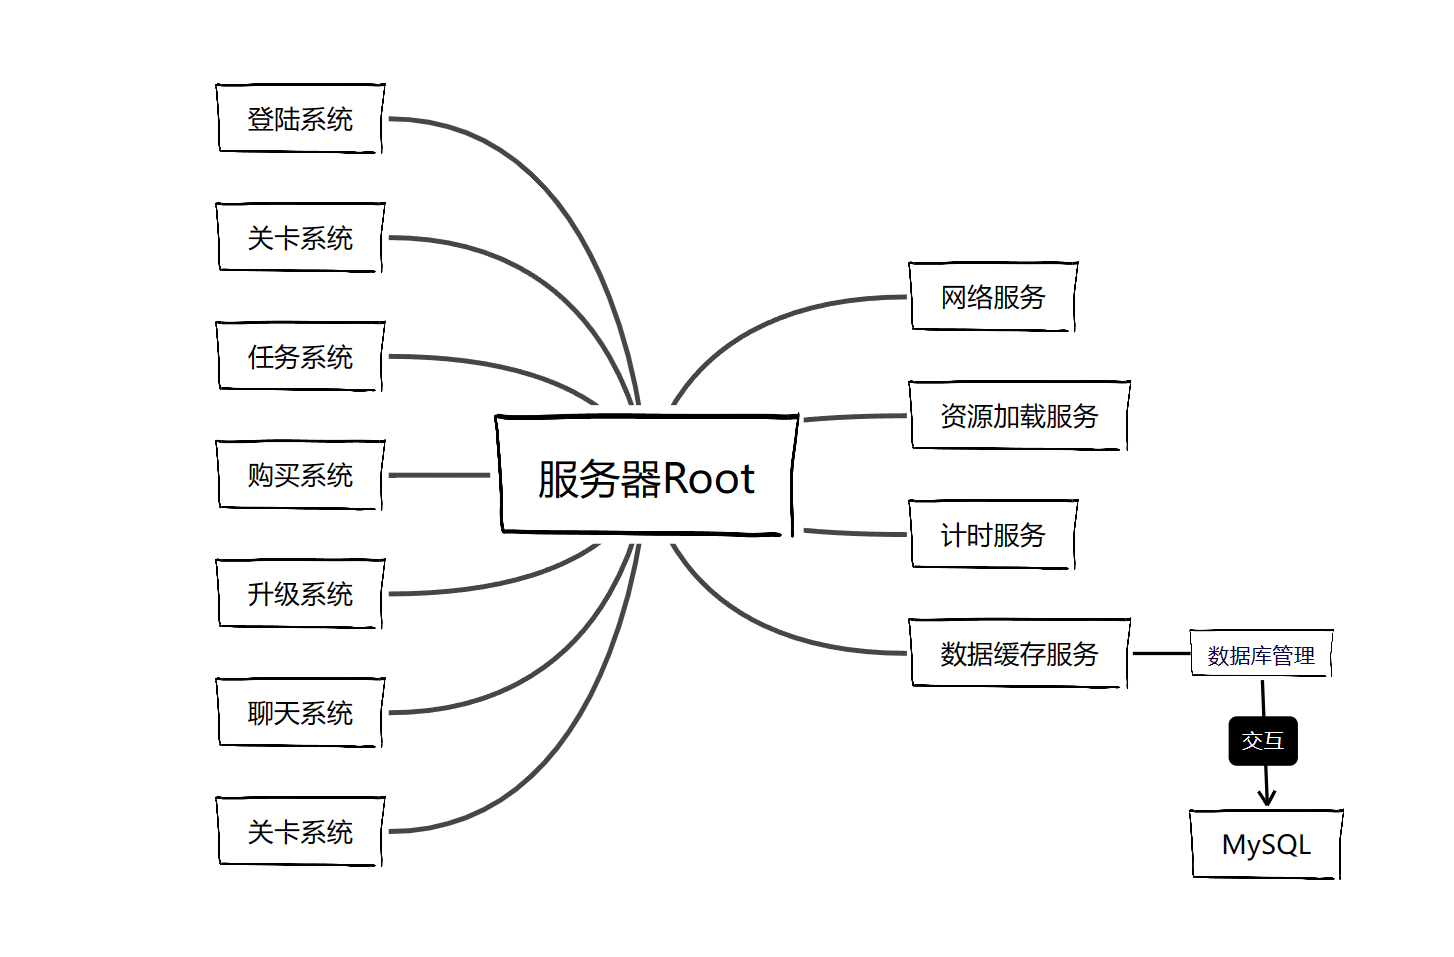 登陆系统
关卡系统
任务系统
购买系统
升级系统
聊天系统
关卡系统
服务器Root
网络服务
资源加载服务
计时服务
数据缓存服务
数据库管理
交互
MySQL